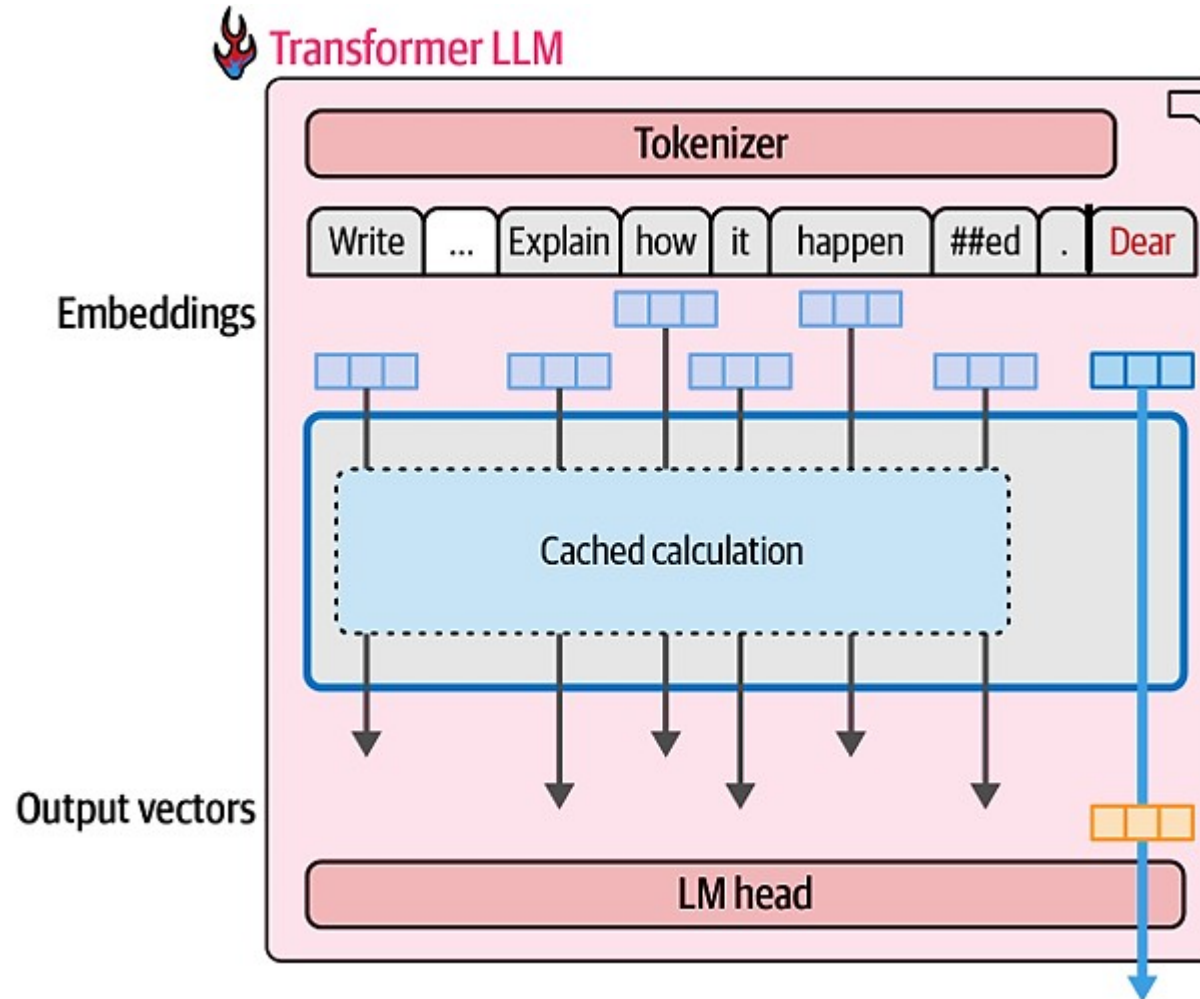 Transformer LLM
Tokenizer
Write ... Explain how it happen ##ed . Dear
Embeddings
Cached calculation
Output vectors
LM head